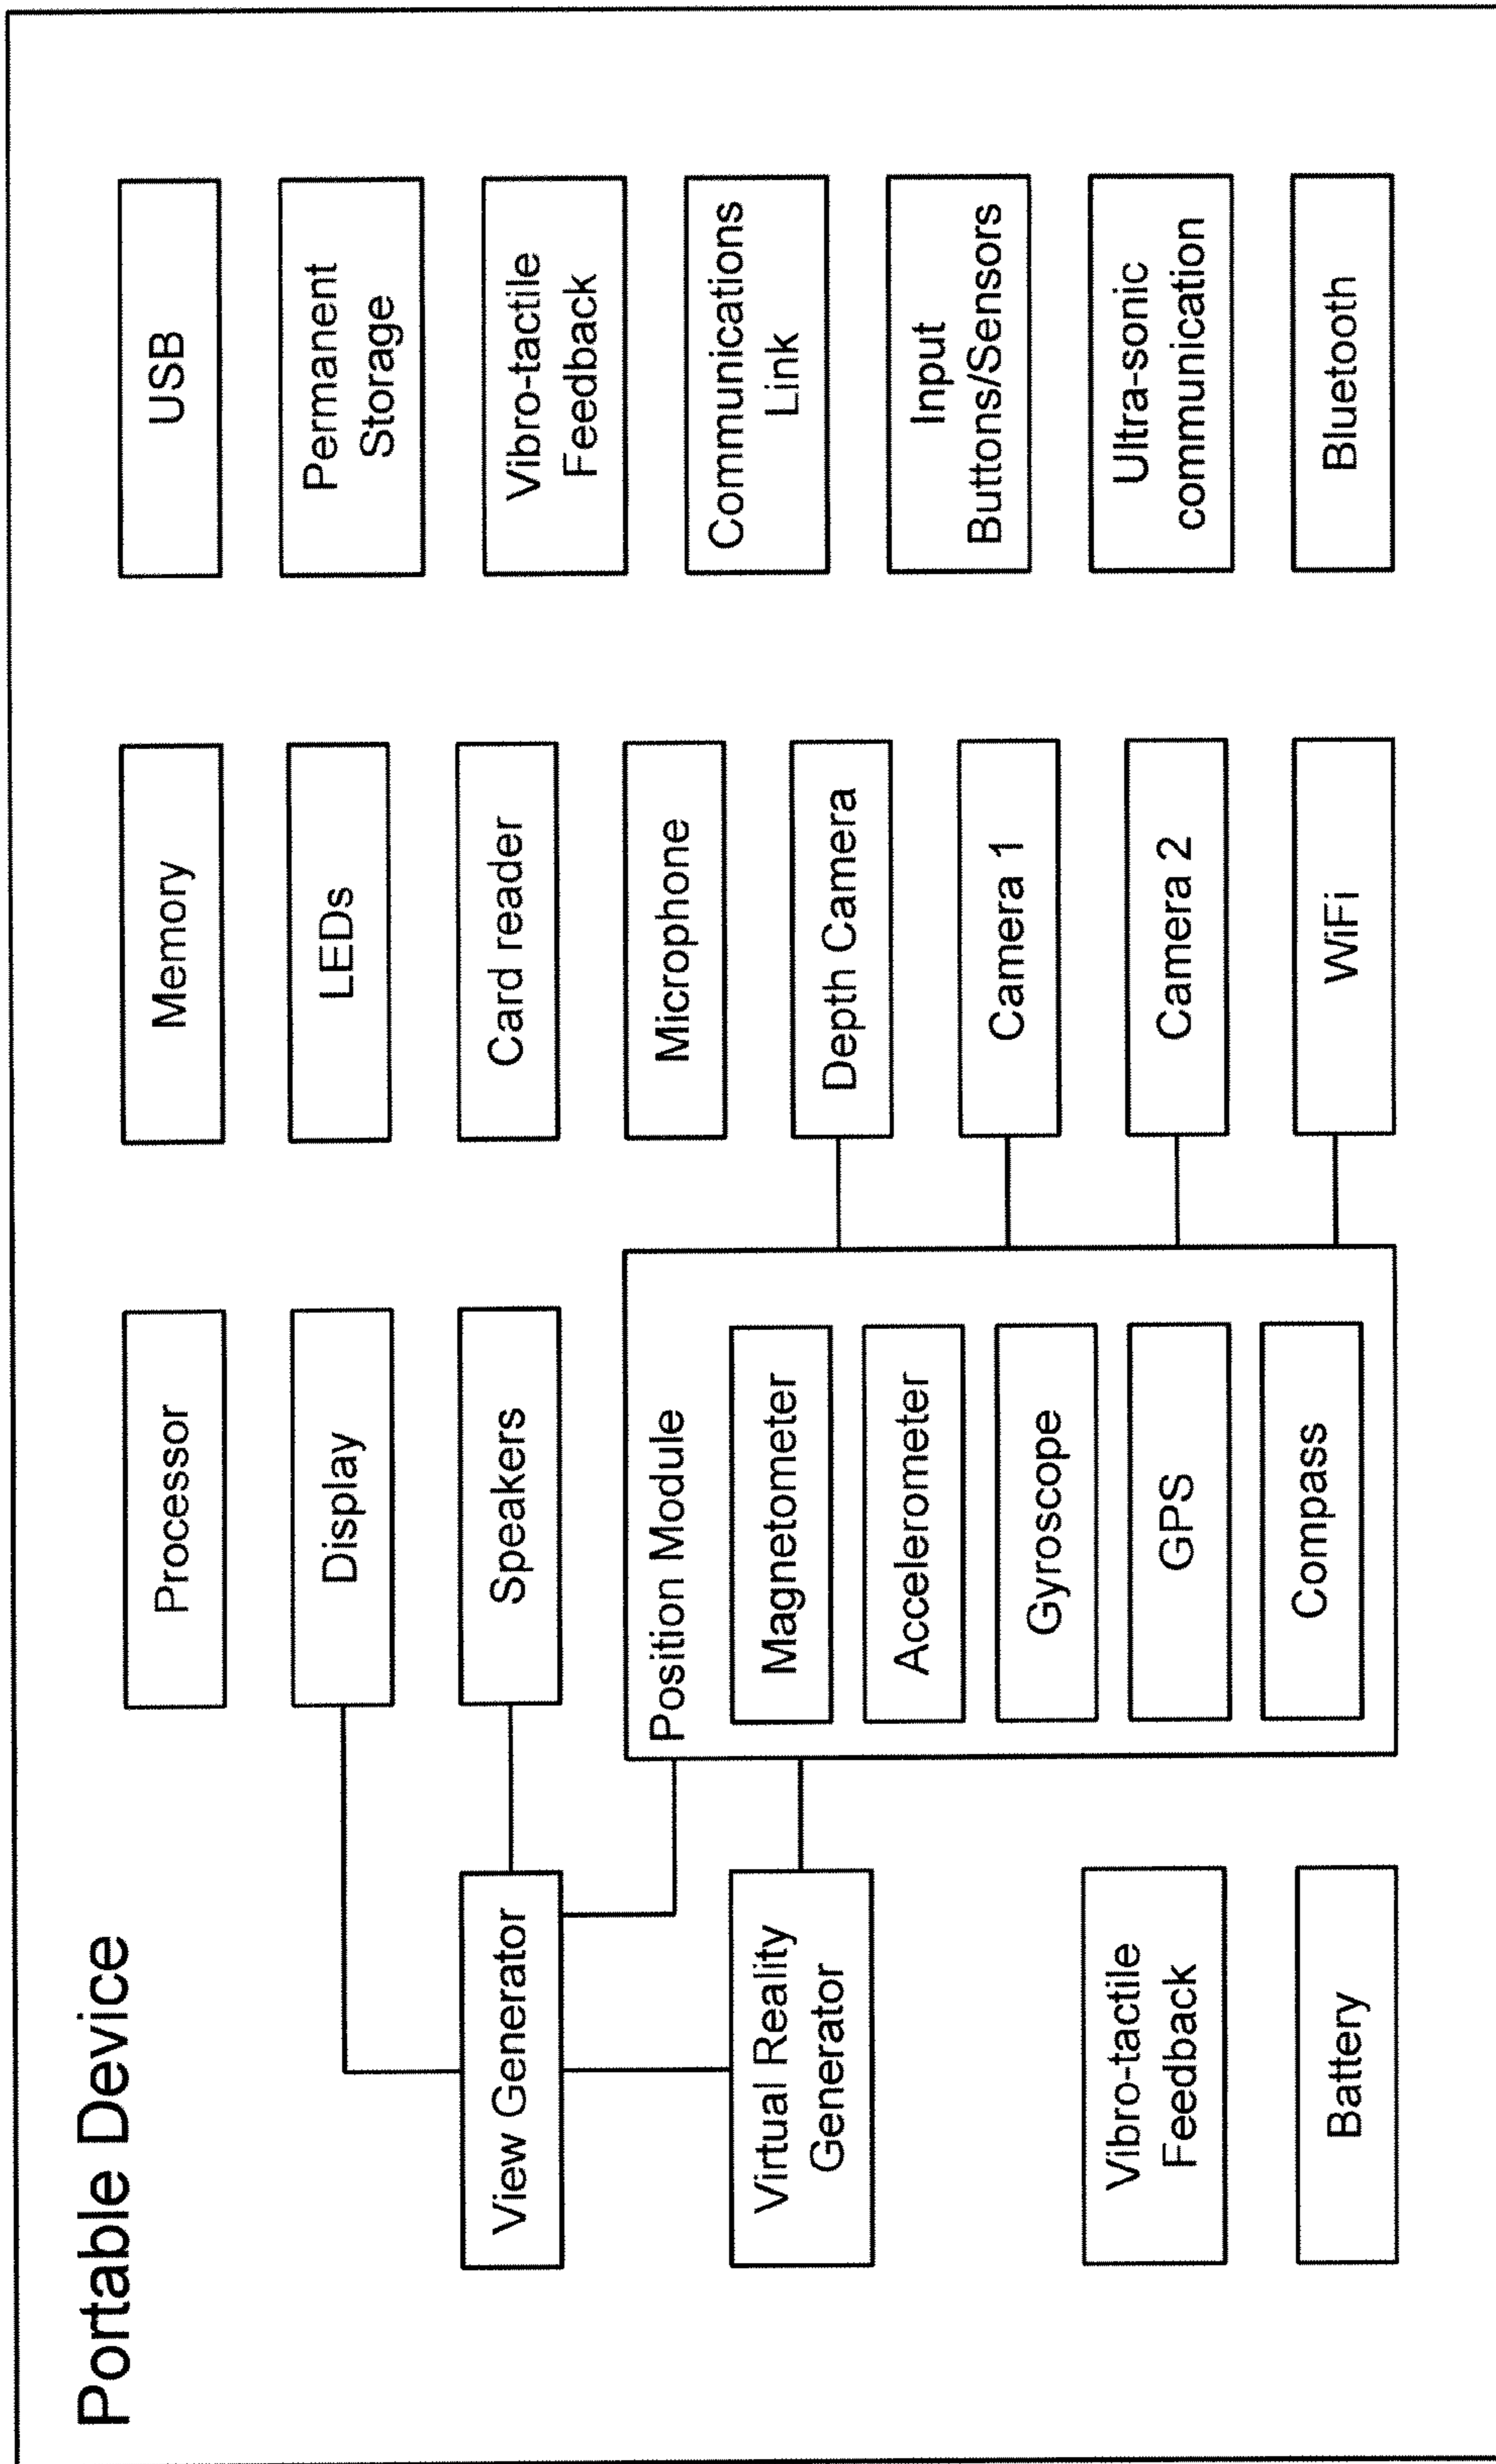 Portable Device
View Generator
Virtual Reality
Generator
Vibro-tactile
Feedback
Battery
Processor
Display
Speakers
Position Module
Magnetometer
Accelerometer
Gyroscope
GPS
Compass
Memory
LEDs
Card reader
Microphone
Depth Camera
Camera 1
Camera 2
WiFi
USB
Permanent
Storage
Vibro-tactile
Feedback
Communications
Link
Input
Buttons/Sensors
Ultra-sonic
communication
Bluetooth